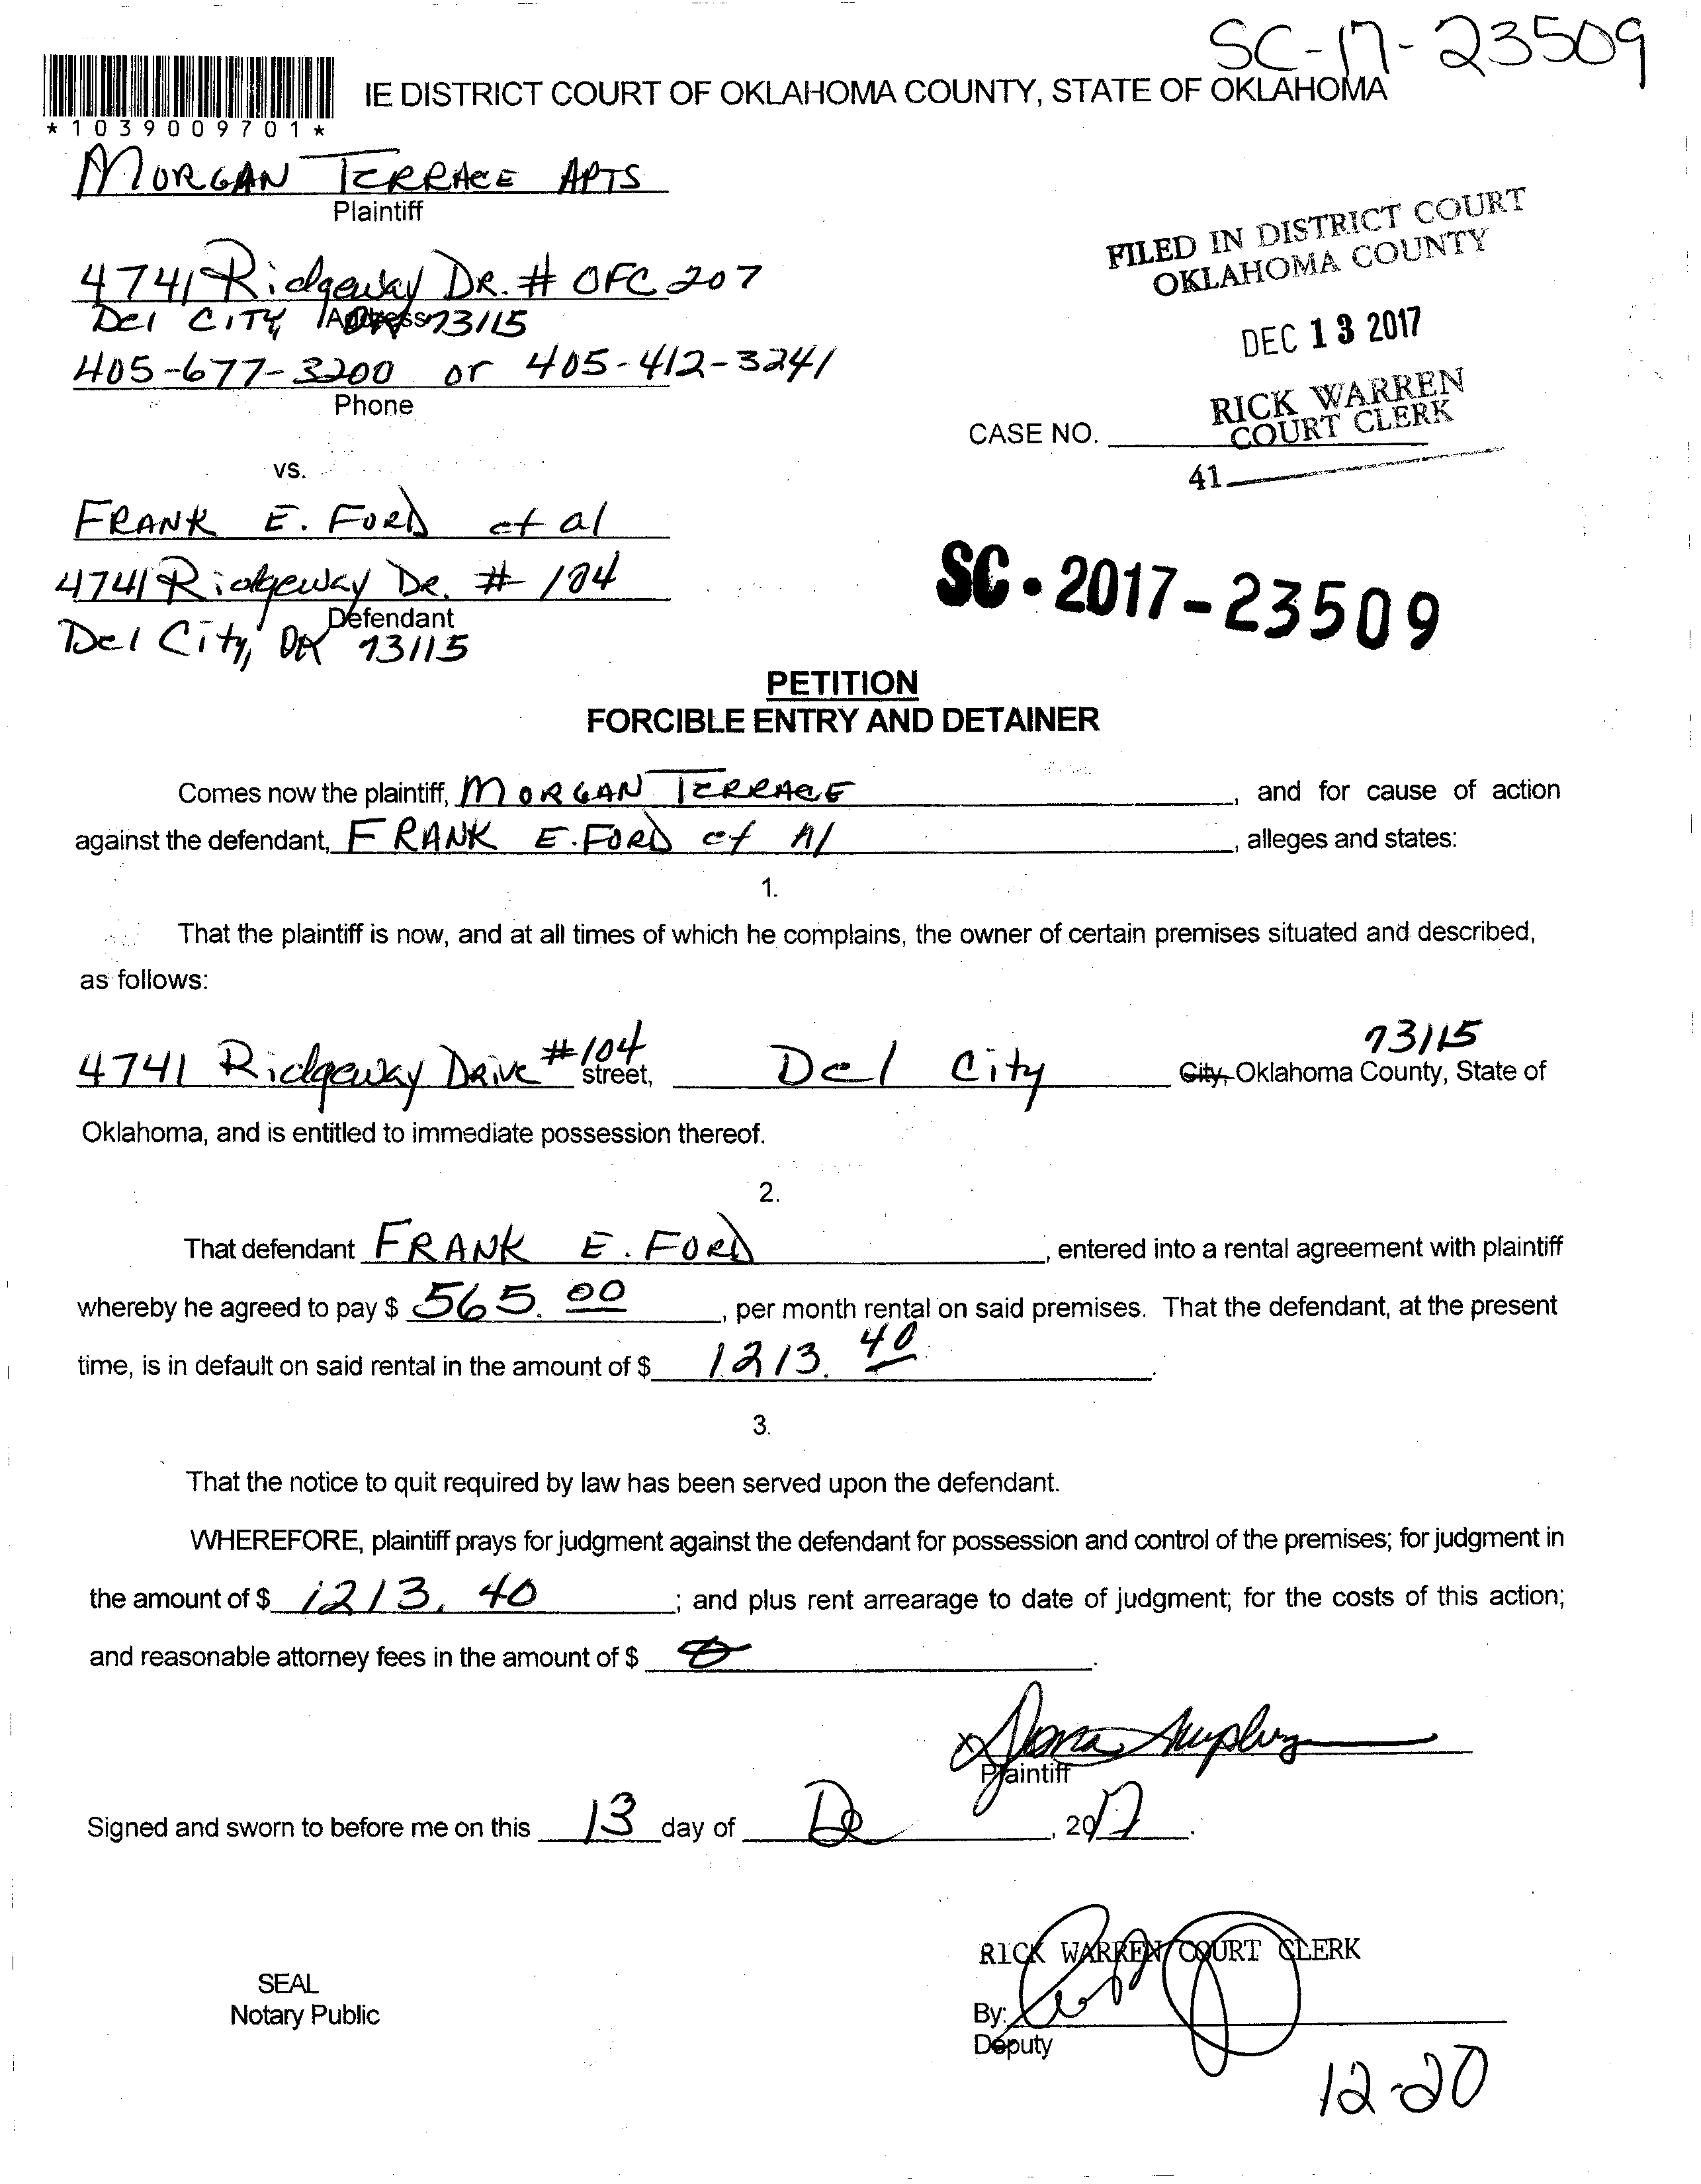 SC-17-23509
IE DISTRICT COURT OF OKLAHOMA COUNTY, STATE OF OKLAHOMA
*1039009701*
MORGAN TERRACE APTS
Plaintiff
FILED IN DISTRICT COURT
OKLAHOMA COUNTY
4741 Ridgeway DR. # OFC 207
Address
Del CITY, OK 73115
DEC 13 2017
405-677-3200 or 405-412-3241
Phone
RICK WARREN
COURT CLERK
CASE NO.
41
vs.
FRANK E. FORD et al
4741 Ridgeway DR. # 104
Defendant
Del City, OK 73115
SC-2017-23509
PETITION
FORCIBLE ENTRY AND DETAINER
Comes now the plaintiff, MORGAN TERRACE, and for cause of action
against the defendant, FRANK E. FORD et Al, alleges and states:
1.
That the plaintiff is now, and at all times of which he complains, the owner of certain premises situated and described,
as follows:
73115
4741 Ridgeway Drive #104 street, Del City City, Oklahoma County, State of
Oklahoma, and is entitled to immediate possession thereof.
2.
That defendant FRANK E. FORD, entered into a rental agreement with plaintiff
whereby he agreed to pay $ 565.00, per month rental on said premises. That the defendant, at the present
time, is in default on said rental in the amount of $ 1213.40.
3.
That the notice to quit required by law has been served upon the defendant.
WHEREFORE, plaintiff prays for judgment against the defendant for possession and control of the premises; for judgment in
the amount of $ 1213.40; and plus rent arrearage to date of judgment; for the costs of this action;
and reasonable attorney fees in the amount of $ 0.
x
Plaintiff
Signed and sworn to before me on this 13 day of De, 2017.
RICK WARREN COURT CLERK
SEAL
Notary Public
By:
Deputy
12-20